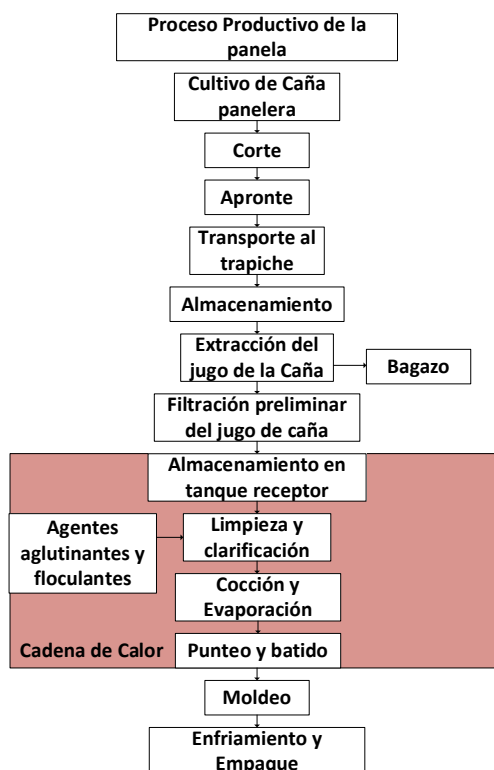 Proceso Productivo de la
panela
Cultivo de Caña
panelera
Corte
Apronte
Transporte al
trapiche
Almacenamiento
Extracción del
jugo de la Caña
Bagazo
Filtración preliminar
del jugo de caña
Almacenamiento en
tanque receptor
Agentes
aglutinantes y
floculantes
Limpieza y
clarificación
Cocción y
Evaporación
Cadena de Calor
Punteo y batido
Moldeo
Enfriamiento y
Empaque